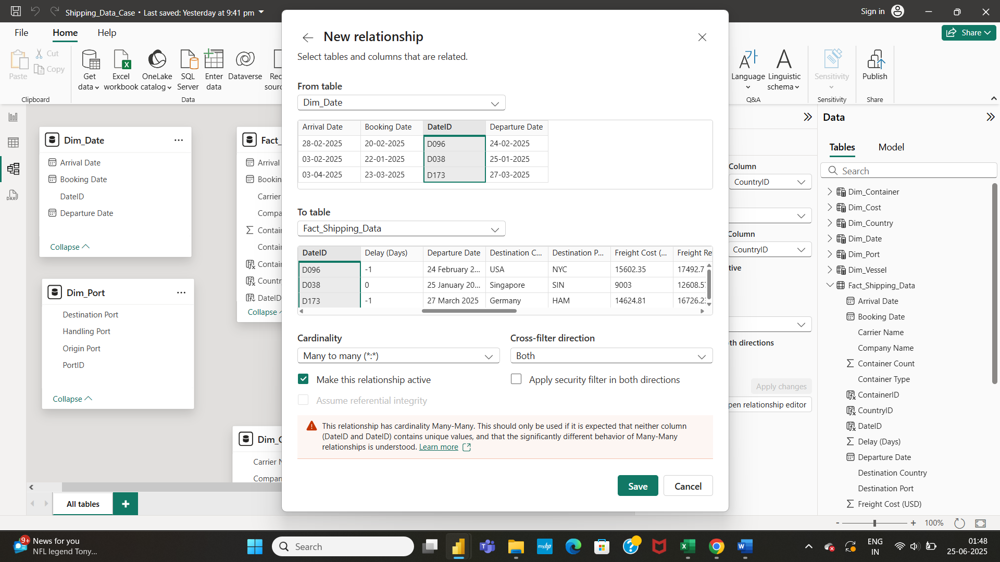 Shipping_Data_Case • Last saved: Yesterday at 9:41 pm
Sign in
File
Home
Help
Share
Paste
Cut
Copy
Clipboard
Get data
Excel workbook
OneLake catalog
SQL Server
Enter data
Dataverse
Data
Language
Linguistic schema
Q&A
Sensitivity
Sensitivity
Publish
Share
New relationship
Select tables and columns that are related.
From table
Dim_Date
Arrival Date Booking Date DateID Departure Date
28-02-2025 20-02-2025 D096 24-02-2025
03-02-2025 22-01-2025 D038 25-01-2025
03-04-2025 23-03-2025 D173 27-03-2025
To table
Fact_Shipping_Data
DateID Delay (Days) Departure Date Destination C... Destination P... Freight Cost (... Freight Re
D096 -1 24 February 2... USA NYC 15602.35 17492.7
D038 0 25 January 20... Singapore SIN 9003 12608.57
D173 -1 27 March 2025 Germany HAM 14624.81 16726.23
Cardinality
Many to many (*:*)
Cross-filter direction
Both
Make this relationship active
Apply security filter in both directions
Assume referential integrity
This relationship has cardinality Many-Many. This should only be used if it is expected that neither column
(DateID and DateID) contains unique values, and that the significantly different behavior of Many-Many
relationships is understood. Learn more
Save
Cancel
Dim_Date
Arrival Date
Booking Date
DateID
Departure Date
Collapse
Dim_Port
Destination Port
Handling Port
Origin Port
PortID
Collapse
Fact_
Arrival
Bookin
Carrier
Compa
Contai
Contai
Contai
Countr
DateID
Collapse
Dim_C
Carrier N
Compan
Column
CountryID
Column
CountryID
tive
th directions
Apply changes
pen relationship editor
Data
Tables
Model
Search
Dim_Container
Dim_Cost
Dim_Country
Dim_Date
Dim_Port
Dim_Vessel
Fact_Shipping_Data
Arrival Date
Booking Date
Carrier Name
Company Name
Container Count
Container Type
ContainerID
CountryID
DateID
Delay (Days)
Departure Date
Destination Country
Destination Port
Freight Cost (USD)
All tables
+
- + 100%
9+
News for you
NFL legend Tony...
Search
myhp
ENG
IN
01:48
25-06-2025